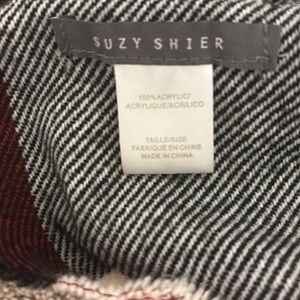 SUZY SHIER
100%ACRYLIC/
ACRYLIQUE/ACRILICO
TAILLE/SIZE
FABRIQUÉ EN CHINE
MADE IN CHINA